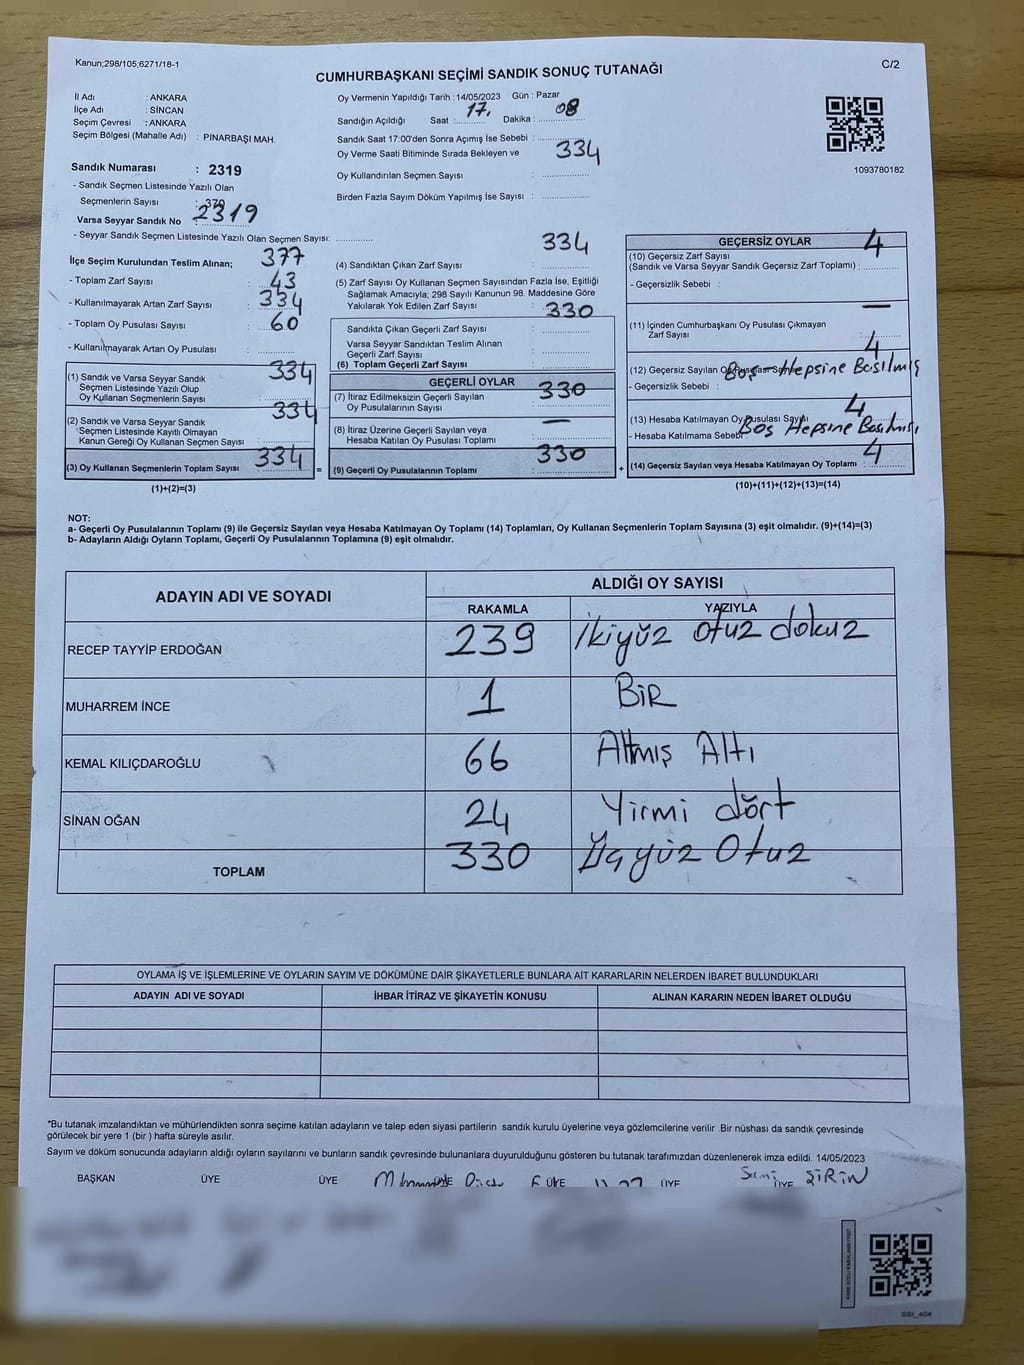 Kanun;298/105;6271/18-1
C/2
CUMHURBAŞKANI SEÇİMİ SANDIK SONUÇ TUTANAĞI
İl Adı : ANKARA
İlçe Adı : SİNCAN
Seçim Çevresi : ANKARA
Seçim Bölgesi (Mahalle Adı) : PINARBAŞI MAH.
Sandık Numarası : 2319
- Sandık Seçmen Listesinde Yazılı Olan
Seçmenlerin Sayısı : 370
Varsa Seyyar Sandık No : 2319
- Seyyar Sandık Seçmen Listesinde Yazılı Olan Seçmen Sayısı:
Oy Vermenin Yapıldığı Tarih :14/05/2023 Gün : Pazar
Sandığın Açıldığı Saat : 17, Dakika : 08
Sandık Saat 17:00'den Sonra Açımış İse Sebebi :
Oy Verme Saati Bitiminde Sırada Bekleyen ve 334
Oy Kullandırılan Seçmen Sayısı :
Birden Fazla Sayım Döküm Yapılmış İse Sayısı :
1093780182
İlçe Seçim Kurulundan Teslim Alınan; 377
- Toplam Zarf Sayısı : 43
- Kullanılmayarak Artan Zarf Sayısı : 334
- Toplam Oy Pusulası Sayısı : 60
- Kullanılmayarak Artan Oy Pusulası :
(1) Sandık ve Varsa Seyyar Sandık 334
Seçmen Listesinde Yazılı Olup
Oy Kullanan Seçmenlerin Sayısı :
(2) Sandık ve Varsa Seyyar Sandık 334
Seçmen Listesinde Kayıtlı Olmayan
Kanun Gereği Oy Kullanan Seçmen Sayısı :
(3) Oy Kullanan Seçmenlerin Toplam Sayısı : 334 =
(1)+(2)=(3)
334
(4) Sandıktan Çıkan Zarf Sayısı :
(5) Zarf Sayısı Oy Kullanan Seçmen Sayısından Fazla İse, Eşitliği
Sağlamak Amacıyla; 298 Sayılı Kanunun 98. Maddesine Göre
Yakılarak Yok Edilen Zarf Sayısı : 330
Sandıkta Çıkan Geçerli Zarf Sayısı :
Varsa Seyyar Sandıktan Teslim Alınan
Geçerli Zarf Sayısı :
(6) Toplam Geçerli Zarf Sayısı :
GEÇERLİ OYLAR
(7) İtiraz Edilmeksizin Geçerli Sayılan 330
Oy Pusulalarının Sayısı :
(8) İtiraz Üzerine Geçerli Sayılan veya —
Hesaba Katılan Oy Pusulası Toplamı :
(9) Geçerli Oy Pusulalarının Toplamı : 330 +
GEÇERSİZ OYLAR 4
(10) Geçersiz Zarf Sayısı
(Sandık ve Varsa Seyyar Sandık Geçersiz Zarf Toplamı) :
- Geçersizlik Sebebi :
—
(11) İçinden Cumhurbaşkanı Oy Pusulası Çıkmayan
Zarf Sayısı :
4
(12) Geçersiz Sayılan Oy Pusulası Sayısı
- Geçersizlik Sebebi : Boş Hepsine Basılmış
4
(13) Hesaba Katılmayan Oy Pusulası Sayısı
- Hesaba Katılmama Sebebi : Boş Hepsine Basılmış
(14) Geçersiz Sayılan veya Hesaba Katılmayan Oy Toplamı : 4
(10)+(11)+(12)+(13)=(14)
NOT:
a- Geçerli Oy Pusulalarının Toplamı (9) ile Geçersiz Sayılan veya Hesaba Katılmayan Oy Toplamı (14) Toplamları, Oy Kullanan Seçmenlerin Toplam Sayısına (3) eşit olmalıdır. (9)+(14)=(3)
b- Adayların Aldığı Oyların Toplamı, Geçerli Oy Pusulalarının Toplamına (9) eşit olmalıdır.
ADAYIN ADI VE SOYADI ALDIĞI OY SAYISI
RAKAMLA YAZIYLA
RECEP TAYYİP ERDOĞAN 239 İkiyüz otuz dokuz
MUHARREM İNCE 1 BİR
KEMAL KILIÇDAROĞLU 66 Altmış Altı
SİNAN OĞAN 24 Yirmi dört
TOPLAM 330 Üçyüz Otuz
OYLAMA İŞ VE İŞLEMLERİNE VE OYLARIN SAYIM VE DÖKÜMÜNE DAİR ŞİKAYETLERLE BUNLARA AİT KARARLARIN NELERDEN İBARET BULUNDUKLARI
ADAYIN ADI VE SOYADI İHBAR İTİRAZ VE ŞİKAYETİN KONUSU ALINAN KARARIN NEDEN İBARET OLDUĞU
*Bu tutanak imzalandıktan ve mühürlendikten sonra seçime katılan adayların ve talep eden siyasi partilerin sandık kurulu üyelerine veya gözlemcilerine verilir .Bir nüshası da sandık çevresinde
görülecek bir yere 1 (bir ) hafta süreyle asılır.
Sayım ve döküm sonucunda adayların aldığı oyların sayılarını ve bunların sandık çevresinde bulunanlara duyurulduğunu gösteren bu tutanak tarafımızdan düzenlenerek imza edildi. 14/05/2023
BAŞKAN ÜYE ÜYE ÜYE ÜYE ÜYE
Sami ŞİRİN